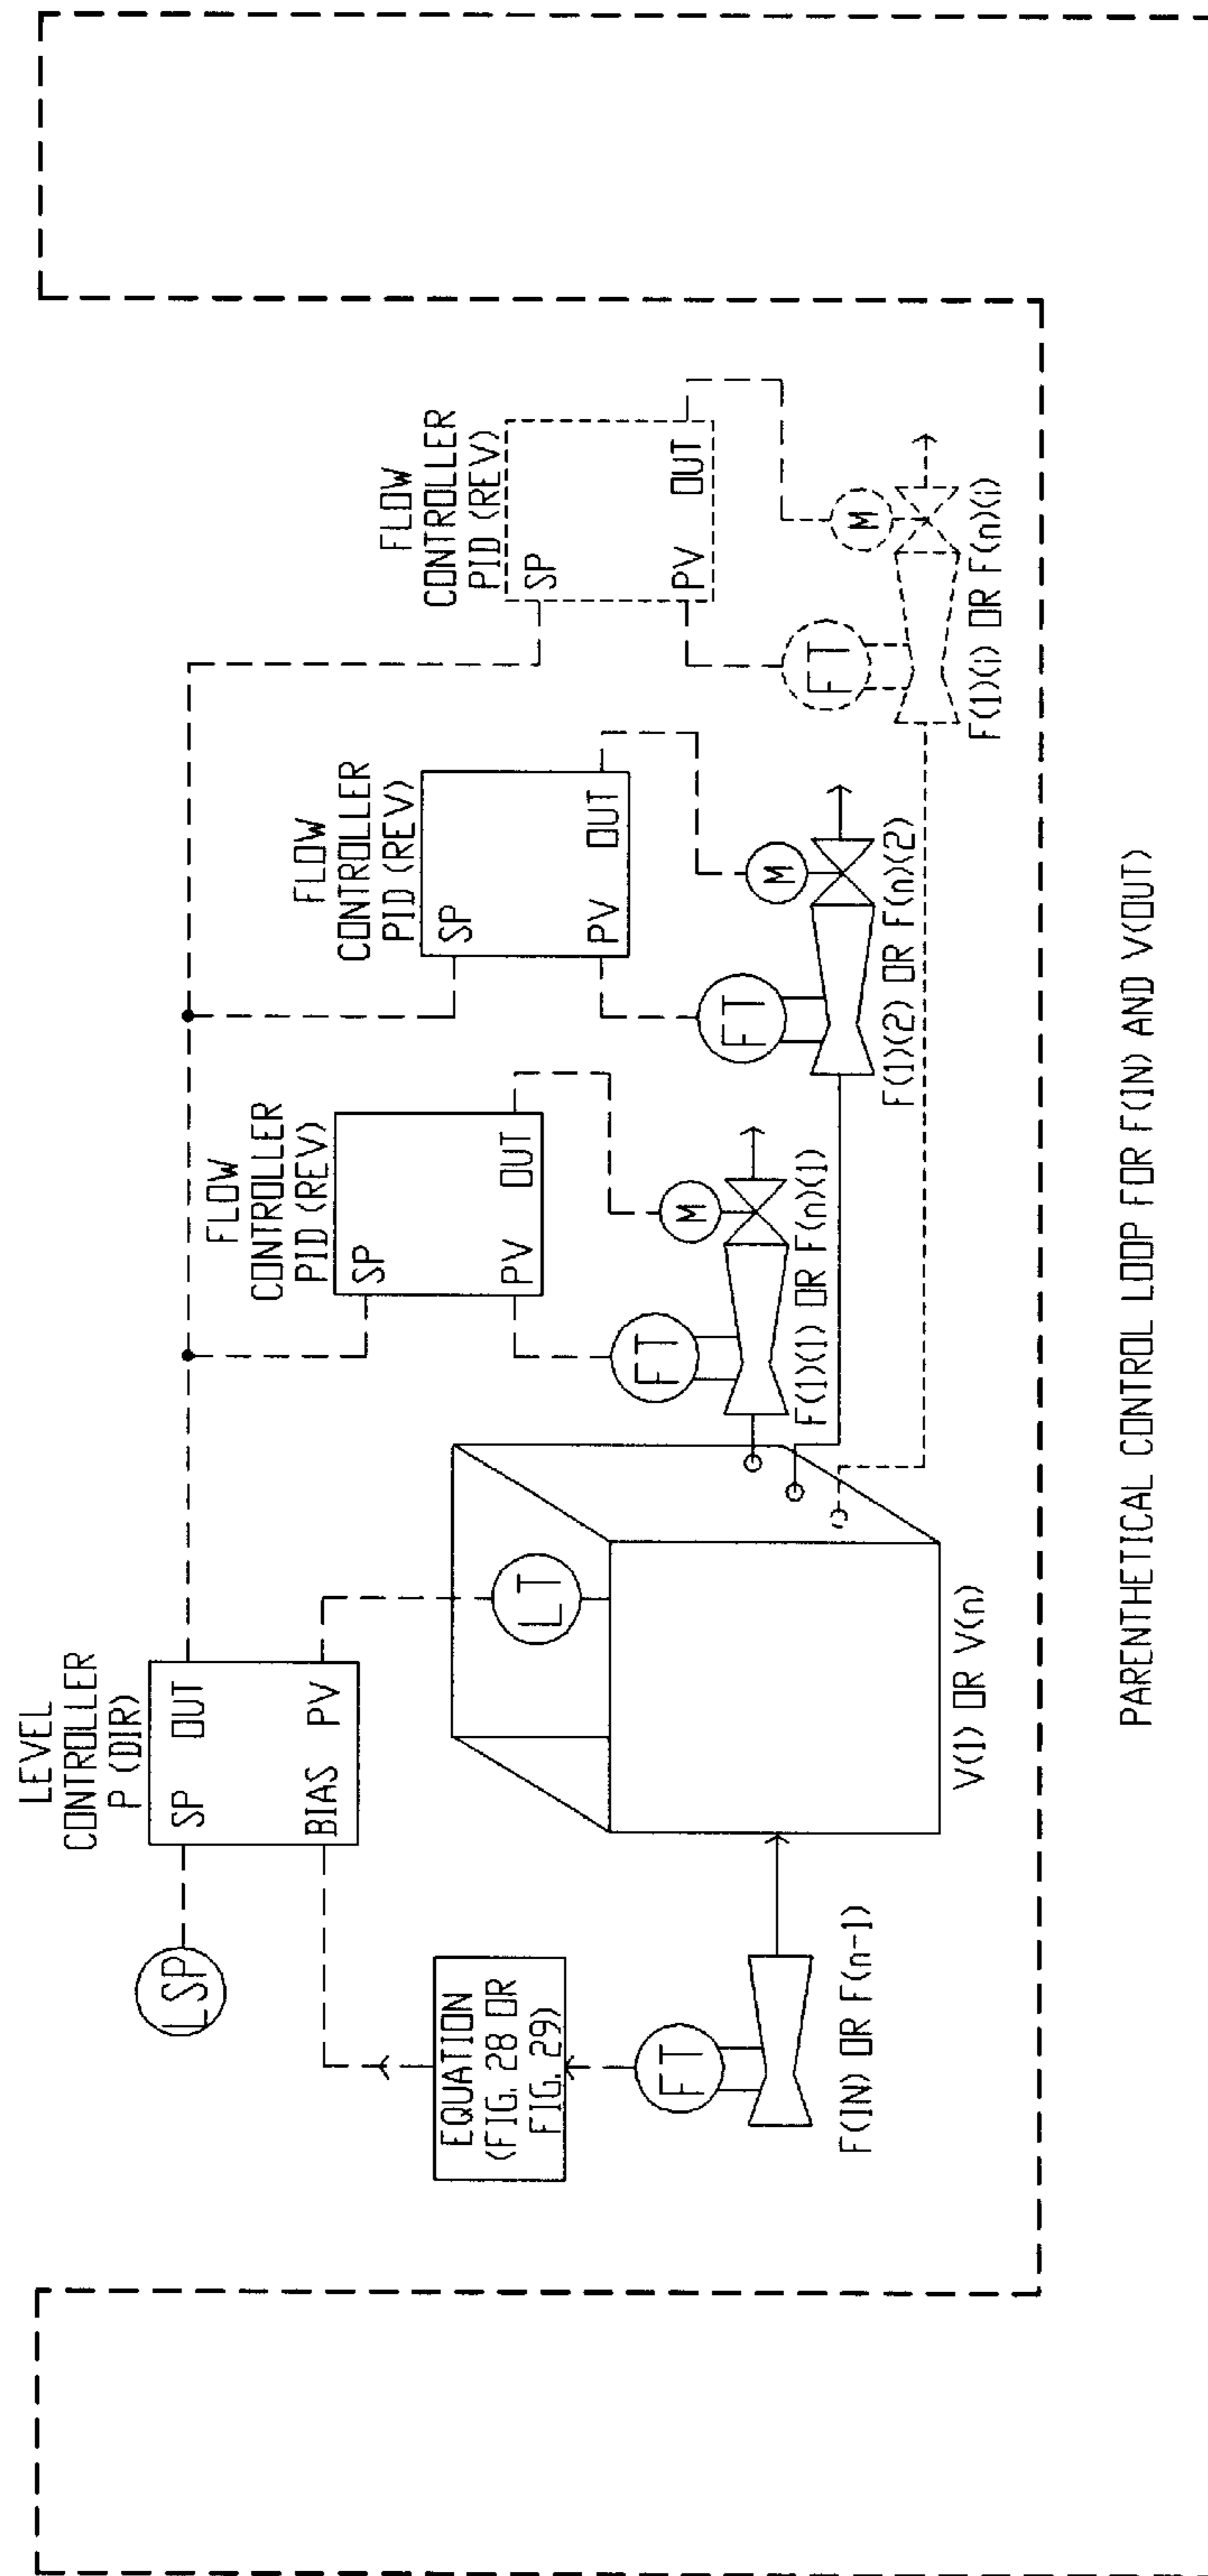 LEVEL
CONTROLLER
P (DIR)
SP OUT
BIAS PV
LSP
EQUATION
(FIG. 28 OR
FIG. 29)
FT
F(IN) OR F(n-1)
LT
V(1) OR V(n)
FLOW
CONTROLLER
PID (REV)
SP
PV OUT
FT
M
F(1)(1) OR F(n)(1)
FLOW
CONTROLLER
PID (REV)
SP
PV OUT
FT
M
F(1)(2) OR F(n)(2)
FLOW
CONTROLLER
PID (REV)
SP
PV OUT
FT
M
F(1)(i) OR F(n)(i)
PARENTHETICAL CONTROL LOOP FOR F(IN) AND V(OUT)